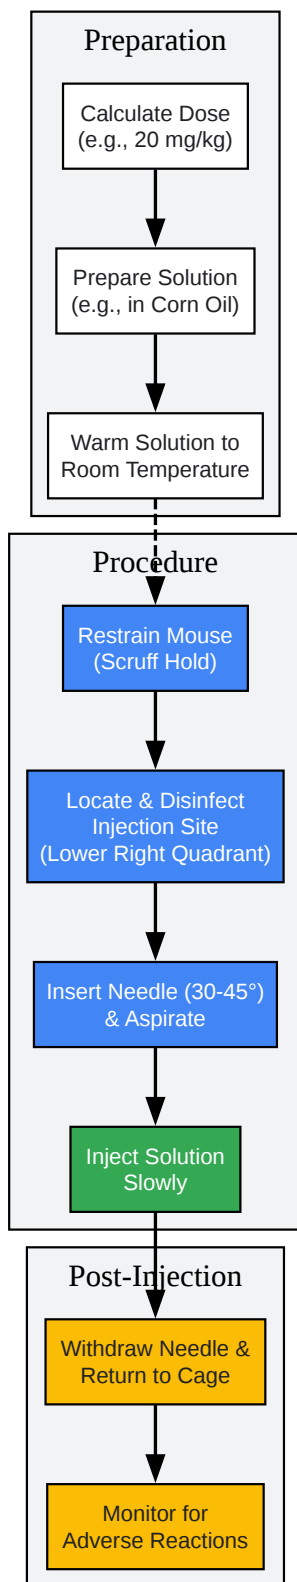 Preparation
Calculate Dose
(e.g., 20 mg/kg)
Prepare Solution
(e.g., in Corn Oil)
Warm Solution to
Room Temperature
Procedure
Restrain Mouse
(Scruff Hold)
Locate & Disinfect
Injection Site
(Lower Right Quadrant)
Insert Needle (30-45°)
& Aspirate
Inject Solution
Slowly
Post-Injection
Withdraw Needle &
Return to Cage
Monitor for
Adverse Reactions